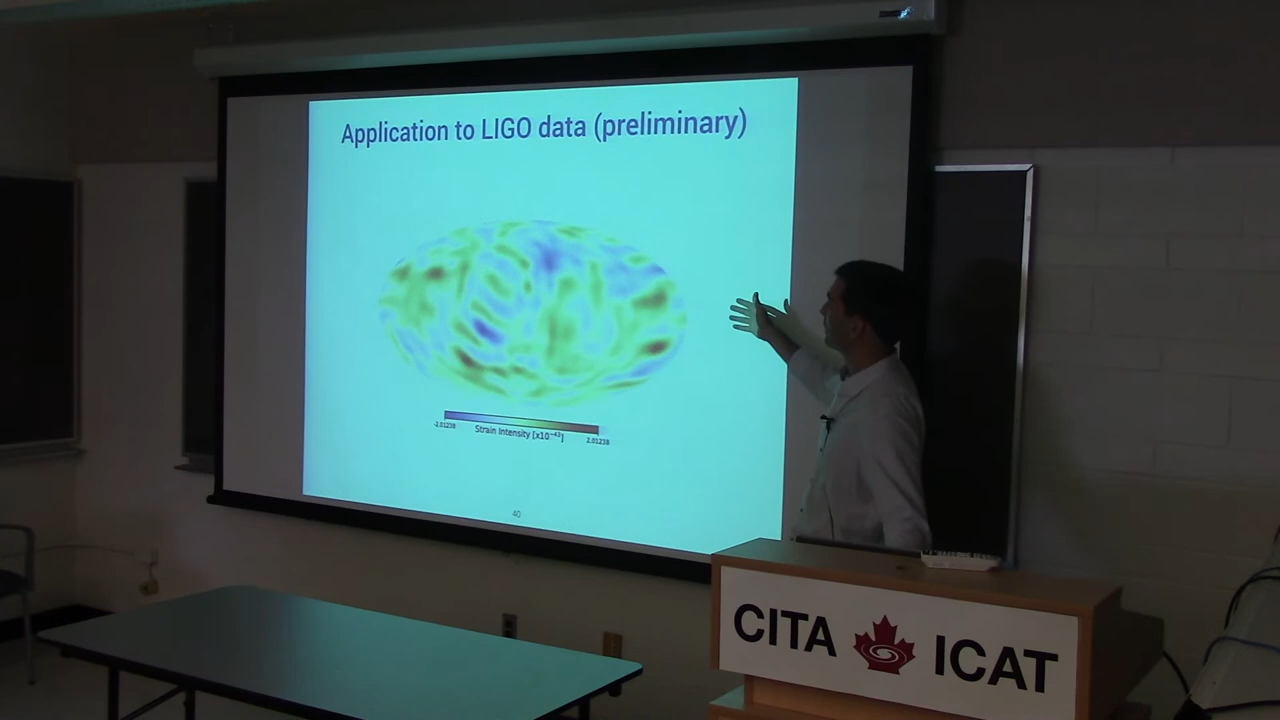 Application to LIGO data (preliminary)
-2.01238
Strain Intensity [x10⁻⁴³]
2.01238
40
CITA ICAT